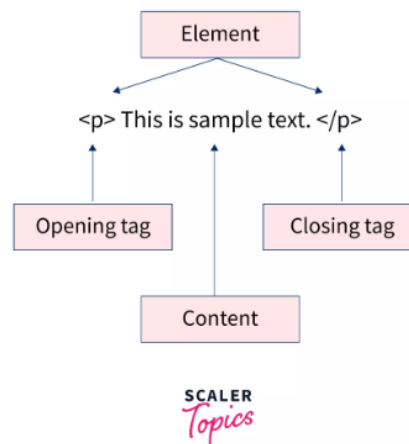 Element
<p> This is sample text. </p>
Opening tag
Closing tag
Content
SCALER
Topics